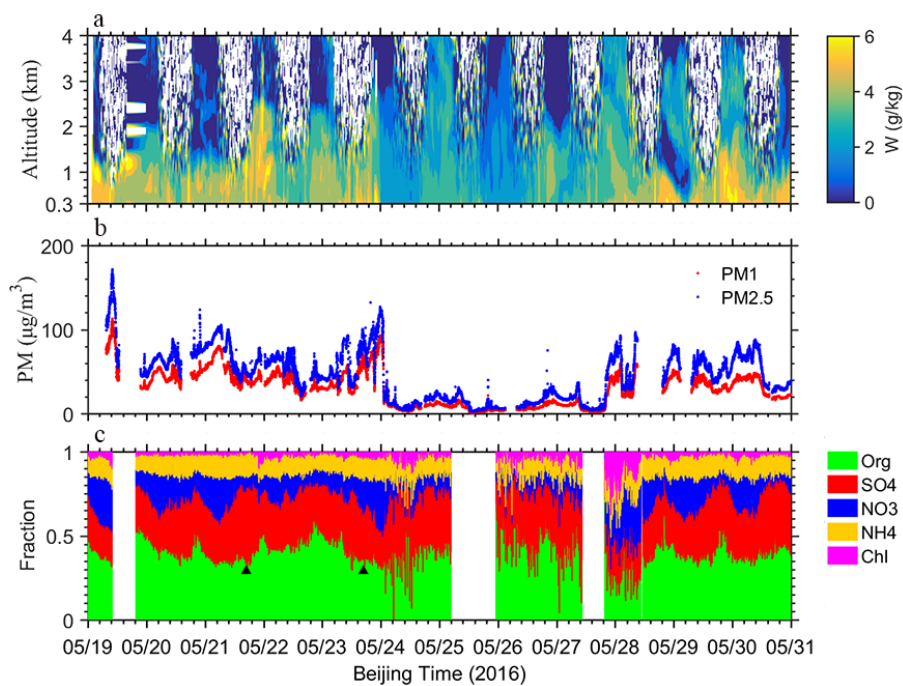 a
4
3
2
1
0.3
Altitude (km)
6
4
2
0
W (g/kg)
b
200
100
0
PM (μg/m³)
PM1
PM2.5
c
1
0.5
0
Fraction
Org
SO4
NO3
NH4
Chl
05/19 05/20 05/21 05/22 05/23 05/24 05/25 05/26 05/27 05/28 05/29 05/30 05/31
Beijing Time (2016)